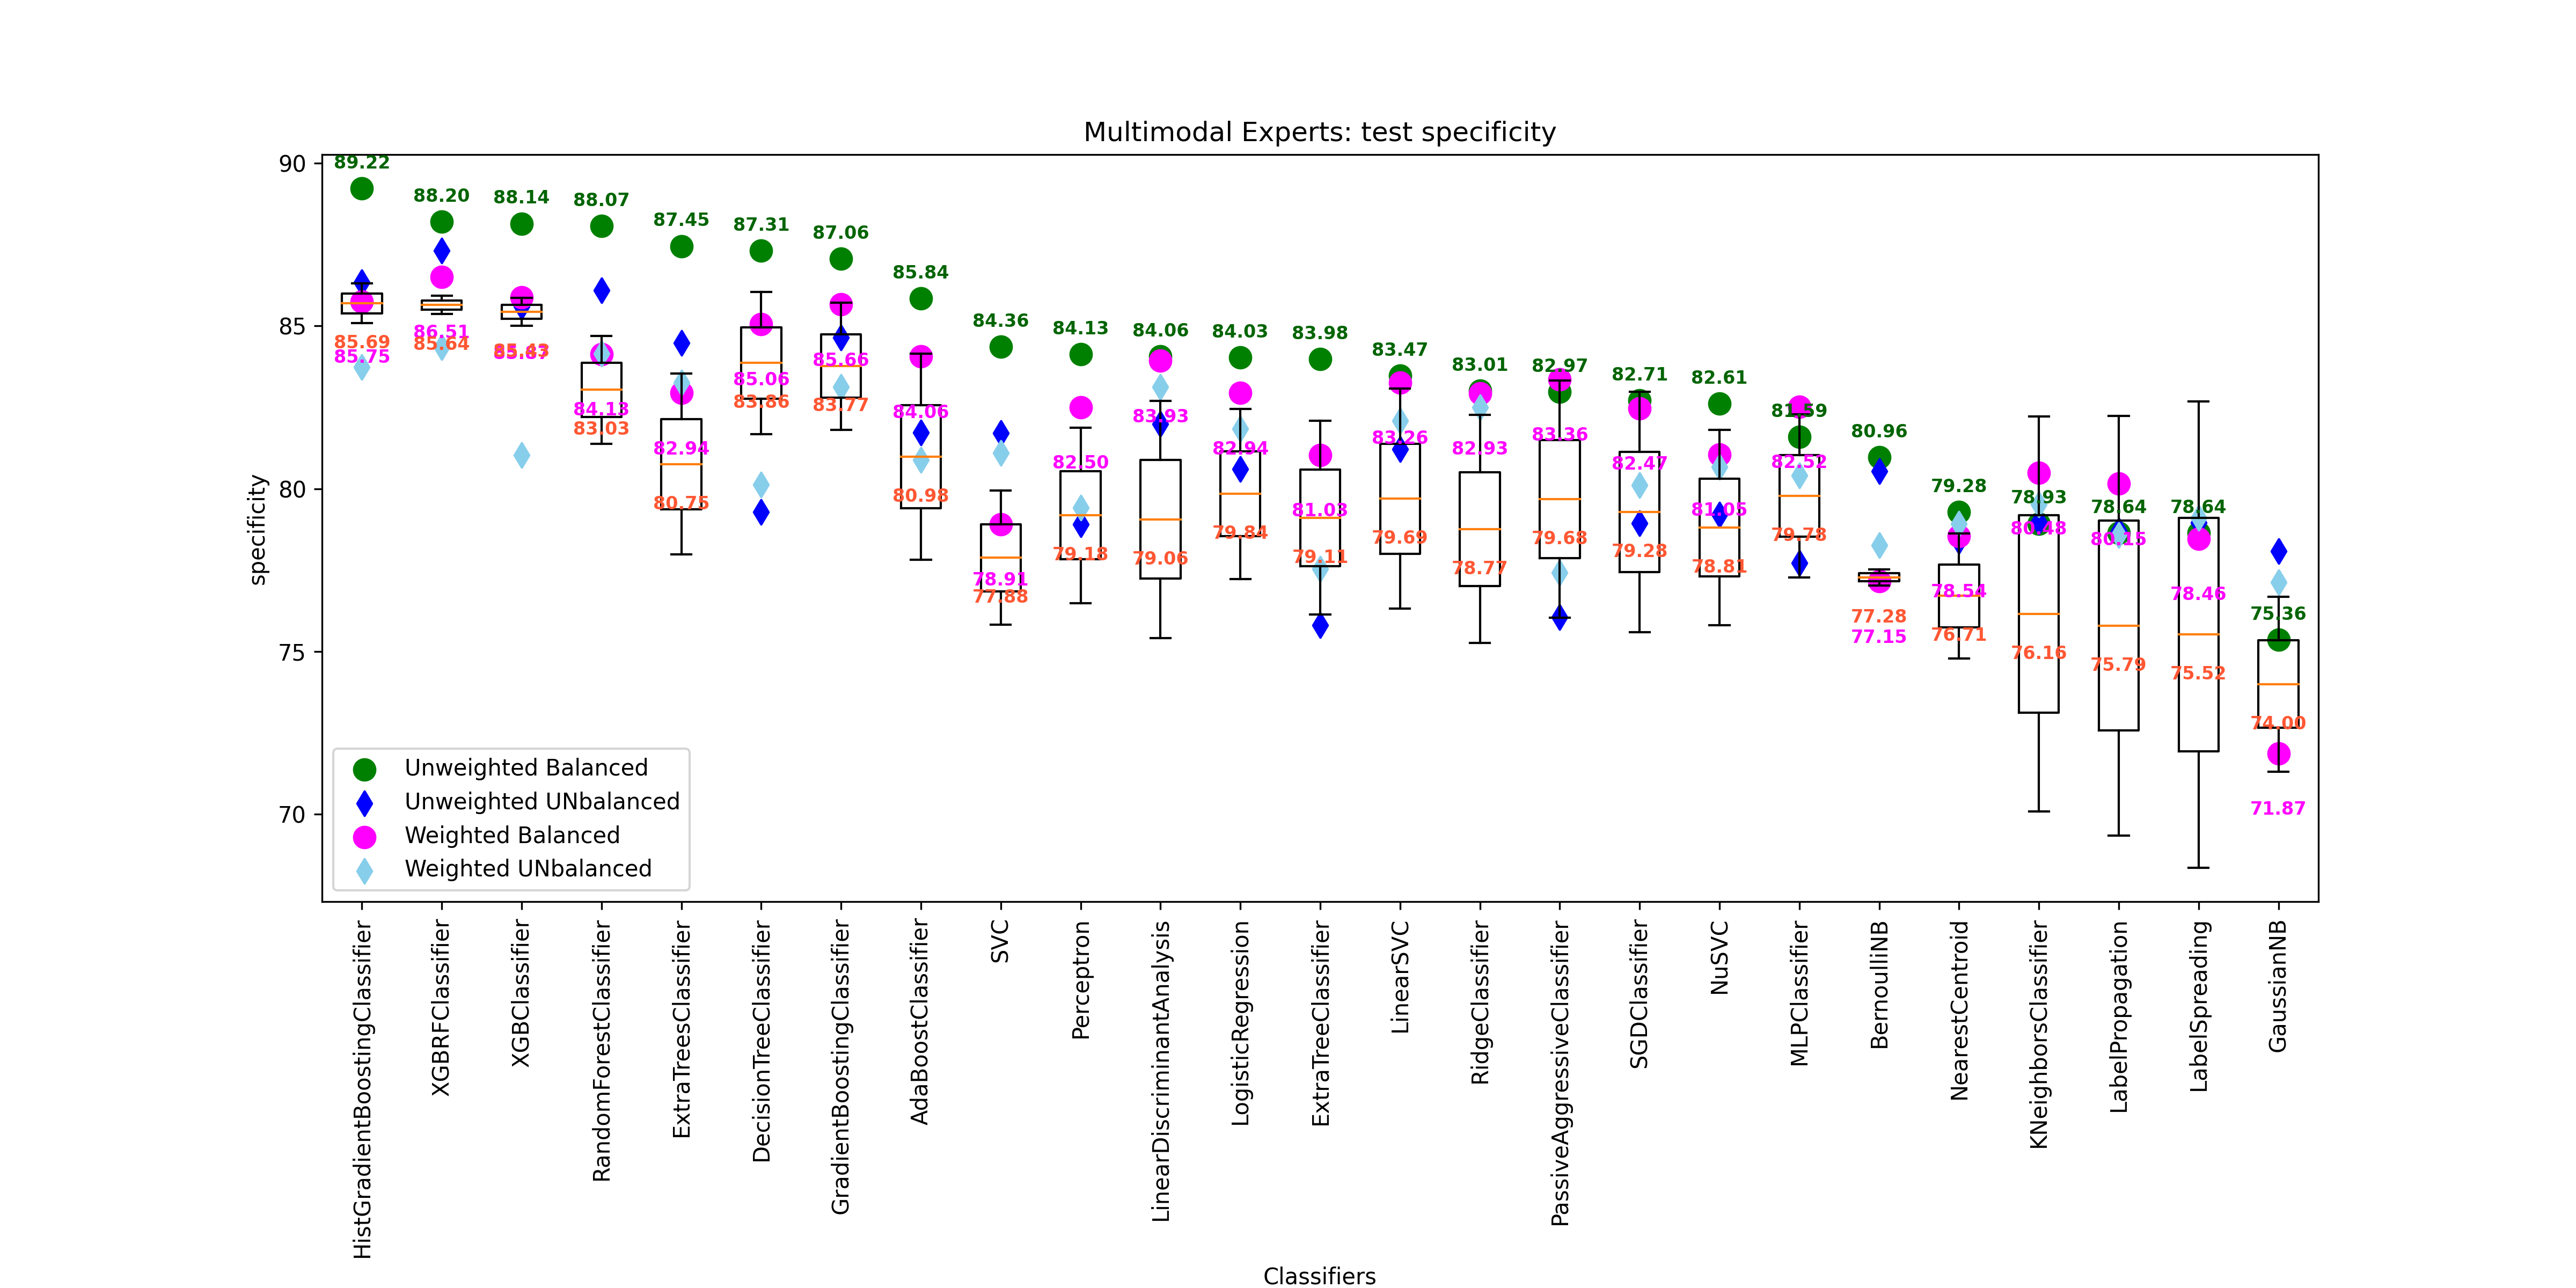 Multimodal Experts: test specificity
specificity
90
85
80
75
70
89.22
88.20
88.14
88.07
87.45
87.31
87.06
85.84
84.36
84.13
84.06
84.03
83.98
83.47
83.01
82.97
82.71
82.61
81.59
80.96
79.28
78.93
78.64
78.64
75.36
85.69
85.64
85.43
83.03
80.75
83.86
83.77
80.98
77.88
79.18
79.06
79.84
79.11
79.69
78.77
79.68
79.28
78.81
79.78
77.28
76.71
76.16
75.79
75.52
74.00
85.75
86.51
85.87
84.13
82.94
85.06
85.66
84.06
78.91
82.50
83.93
82.94
81.03
83.26
82.93
83.36
82.47
81.05
82.52
77.15
78.54
80.48
80.15
78.46
71.87
Unweighted Balanced
Unweighted UNbalanced
Weighted Balanced
Weighted UNbalanced
HistGradientBoostingClassifier
XGBRFClassifier
XGBClassifier
RandomForestClassifier
ExtraTreesClassifier
DecisionTreeClassifier
GradientBoostingClassifier
AdaBoostClassifier
SVC
Perceptron
LinearDiscriminantAnalysis
LogisticRegression
ExtraTreeClassifier
LinearSVC
RidgeClassifier
PassiveAggressiveClassifier
SGDClassifier
NuSVC
MLPClassifier
BernoulliNB
NearestCentroid
KNeighborsClassifier
LabelPropagation
LabelSpreading
GaussianNB
Classifiers